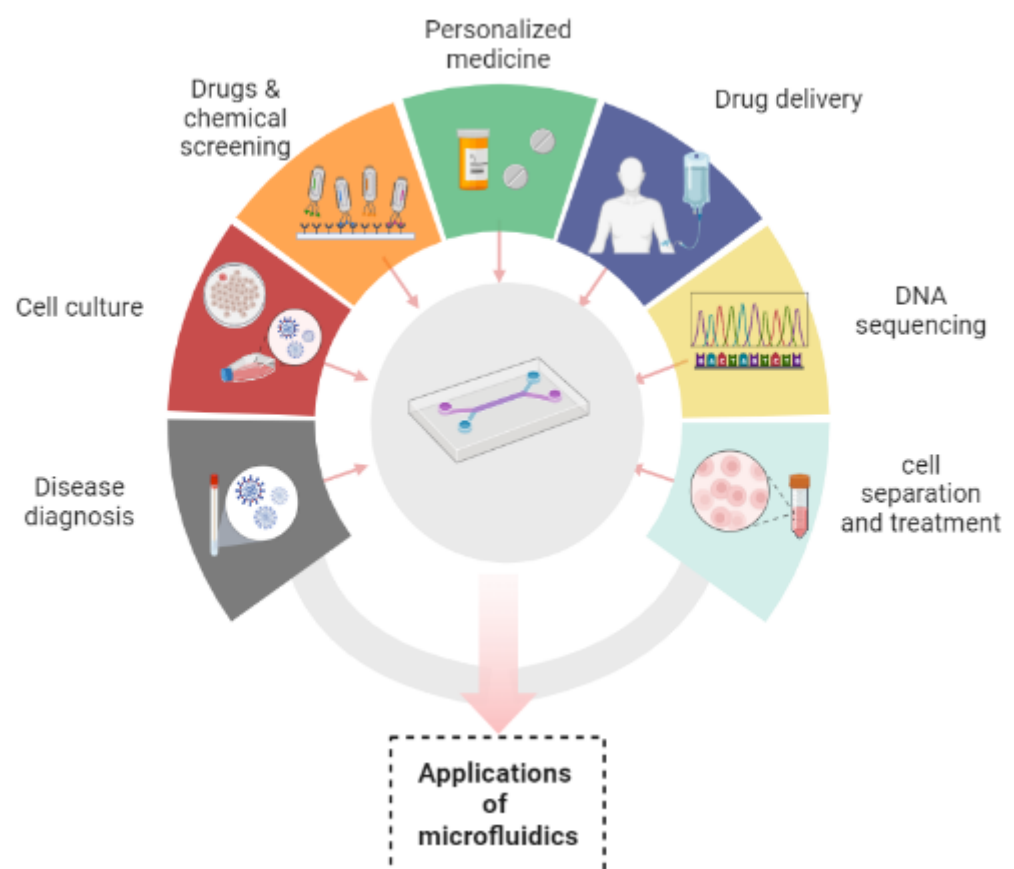 Personalized
medicine
Drugs &
chemical
screening
Drug delivery
Cell culture
DNA
sequencing
Disease
diagnosis
cell
separation
and treatment
Applications
of
microfluidics